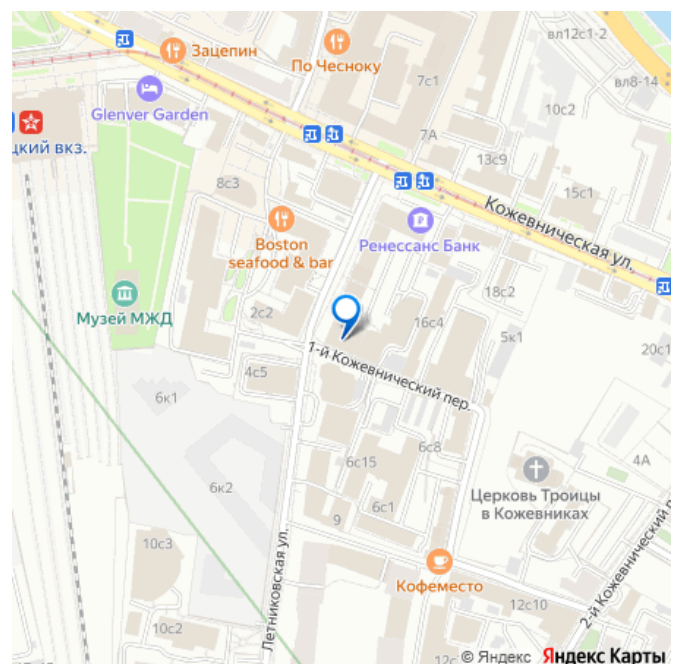 Зацепин
По Чесноку
вл12с1-2
вл8-14
7с1
10с2
Glenver Garden
цкий вкз.
7А
13с9
8с3
15с1
Кожевническая ул.
Boston
seafood & bar
Ренессанс Банк
Музей МЖД
2с2
18с2
16с4
5к1
20с1
1-й Кожевнический пер.
4с5
6к1
6с8
4А
6с15
Церковь Троицы
в Кожевниках
6к2
6с1
9
2-й Кожевнический п
Летниковская ул.
10с3
Кофеместо
12с10
10с2
© Яндекс Яндекс Карты